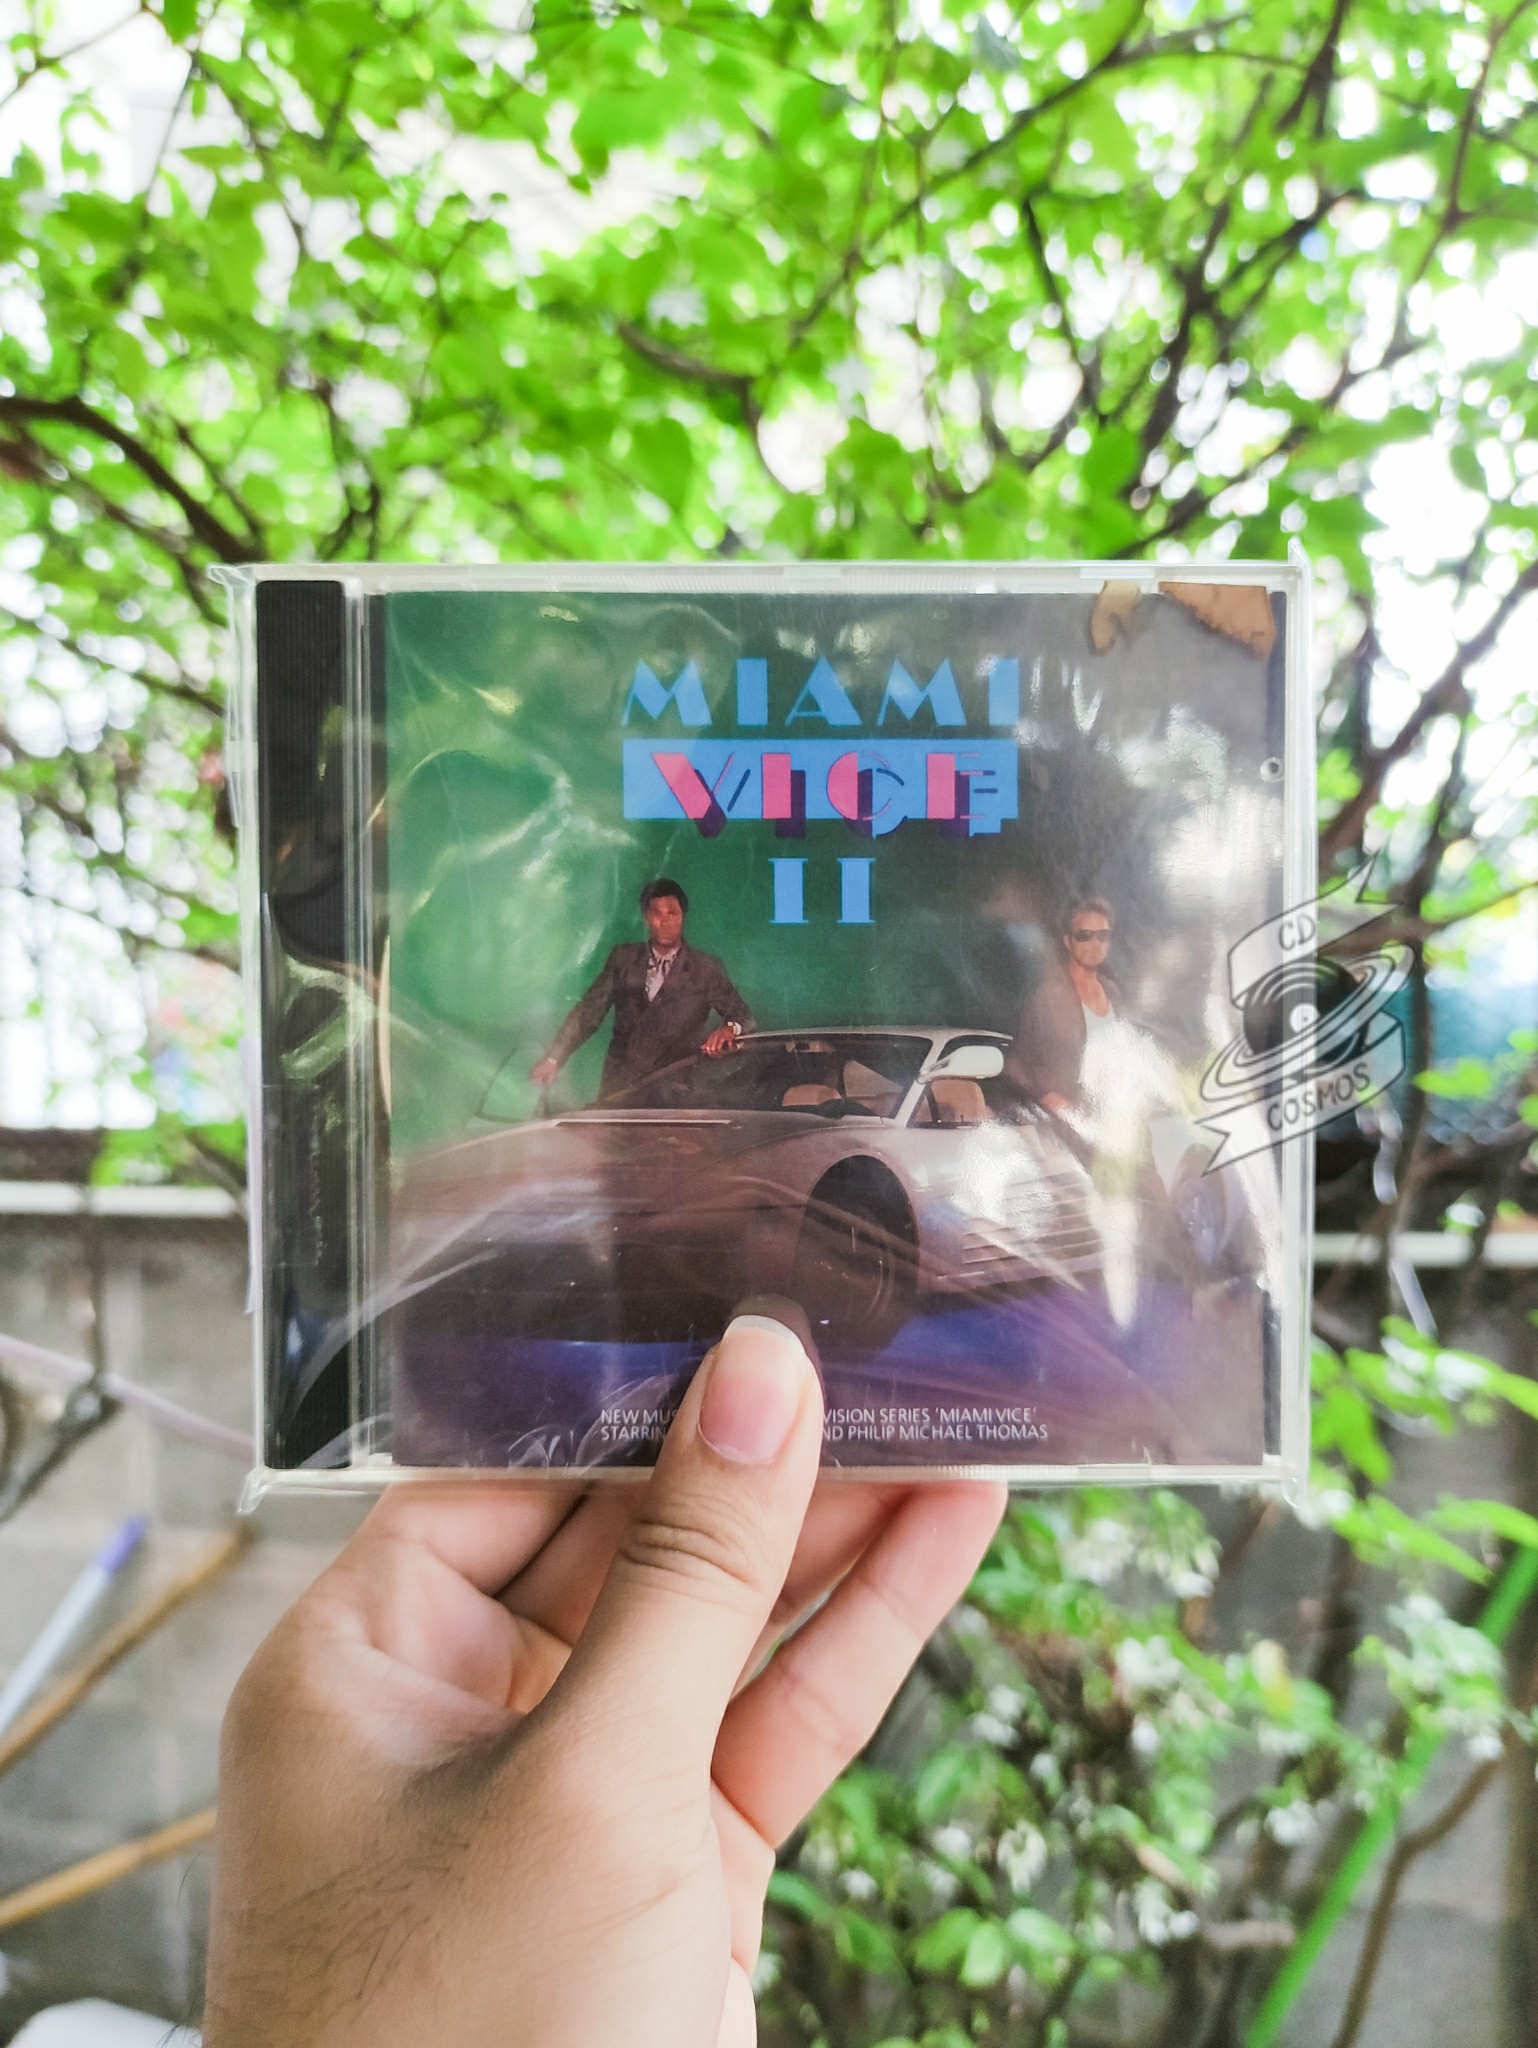 MIAMI
VICE
II
CD
COSMOS
NEW MUS VISION SERIES 'MIAMI VICE'
STARRIN ND PHILIP MICHAEL THOMAS